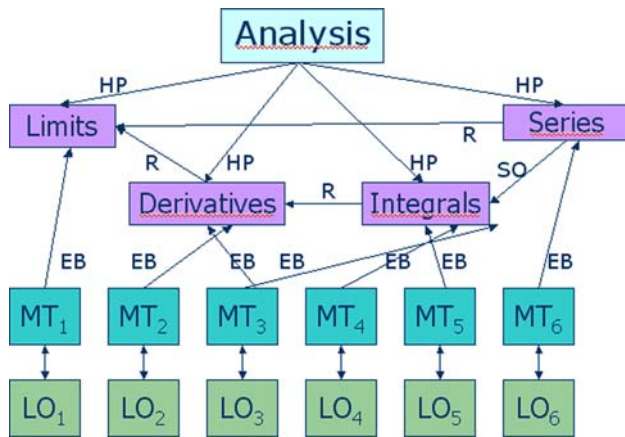 Analysis
HP
HP
Limits
Series
R
R
HP
HP
SO
Derivatives
R
Integrals
EB
EB
EB
EB
EB
EB
MT₁
MT₂
MT₃
MT₄
MT₅
MT₆
LO₁
LO₂
LO₃
LO₄
LO₅
LO₆